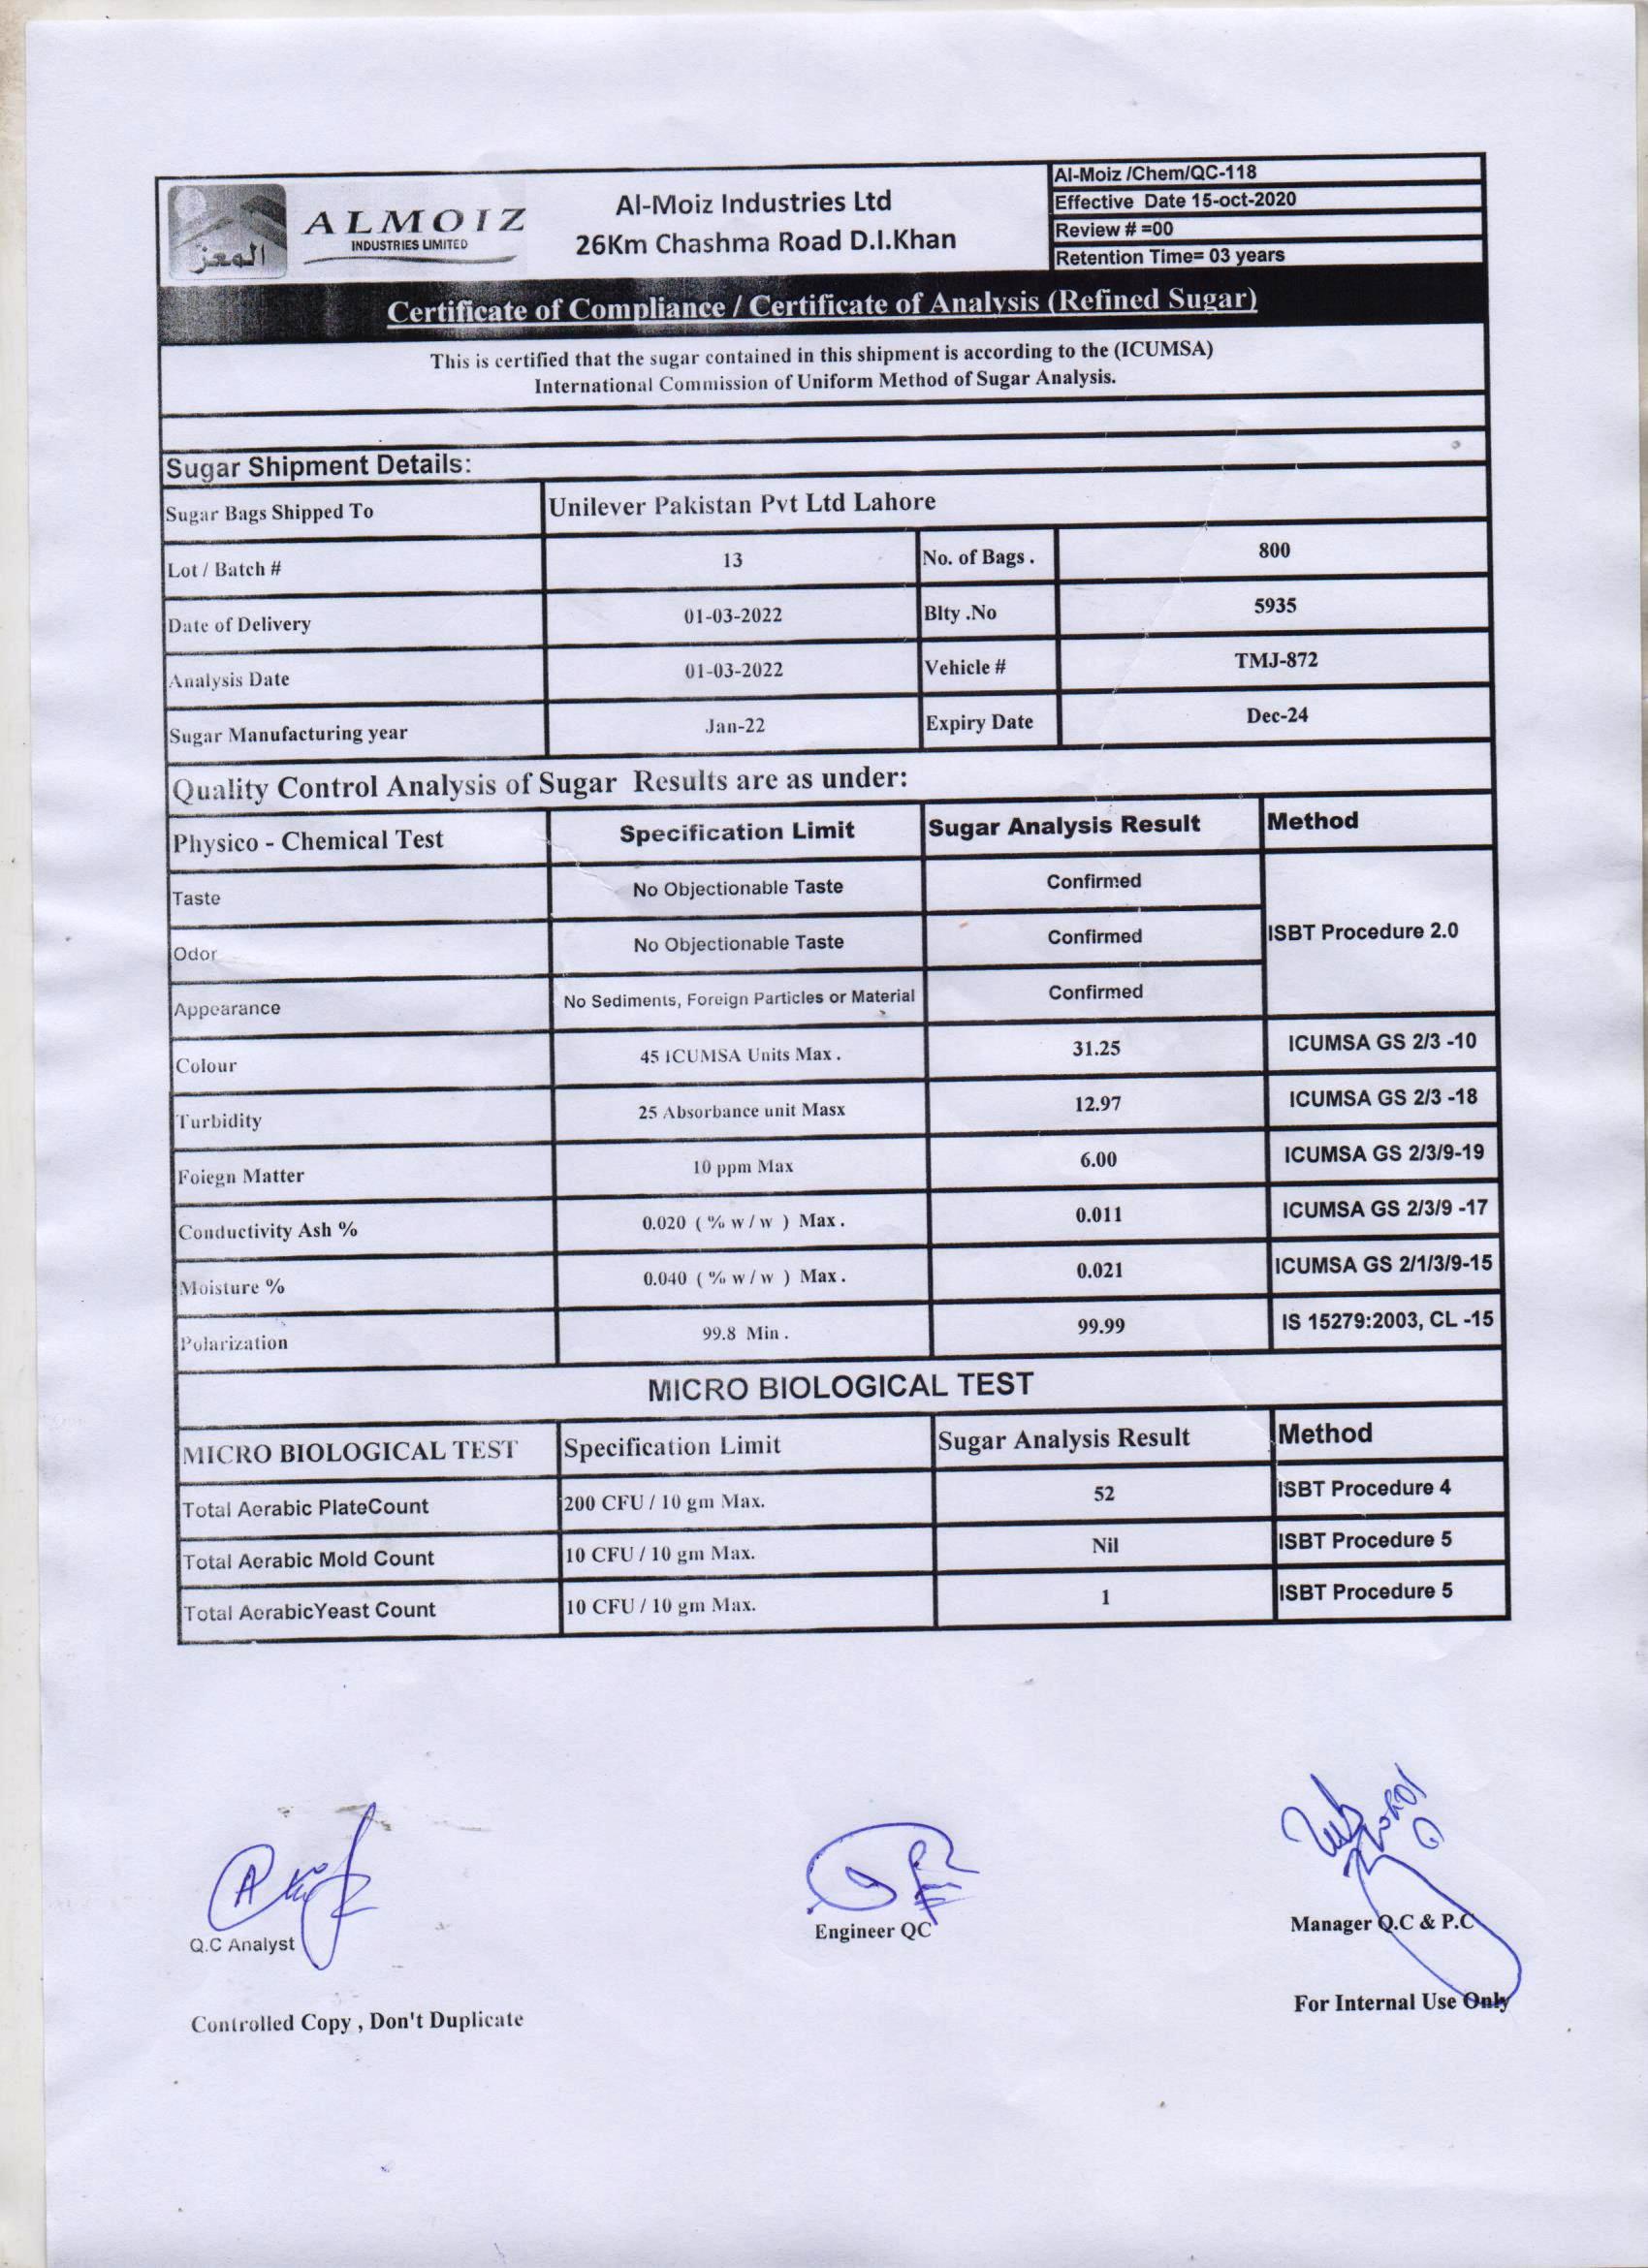 المعز
ALMOIZ
INDUSTRIES LIMITED
Al-Moiz Industries Ltd
26Km Chashma Road D.I.Khan
Al-Moiz /Chem/QC-118
Effective Date 15-oct-2020
Review # =00
Retention Time= 03 years
Certificate of Compliance / Certificate of Analysis (Refined Sugar)
This is certified that the sugar contained in this shipment is according to the (ICUMSA)
International Commission of Uniform Method of Sugar Analysis.
Sugar Shipment Details:
Sugar Bags Shipped To Unilever Pakistan Pvt Ltd Lahore
Lot / Batch # 13 No. of Bags . 800
Date of Delivery 01-03-2022 Blty .No 5935
Analysis Date 01-03-2022 Vehicle # TMJ-872
Sugar Manufacturing year Jan-22 Expiry Date Dec-24
Quality Control Analysis of Sugar Results are as under:
Physico - Chemical Test Specification Limit Sugar Analysis Result Method
Taste No Objectionable Taste Confirmed
Odor No Objectionable Taste Confirmed ISBT Procedure 2.0
Appearance No Sediments, Foreign Particles or Material Confirmed
Colour 45 ICUMSA Units Max . 31.25 ICUMSA GS 2/3 -10
Turbidity 25 Absorbance unit Masx 12.97 ICUMSA GS 2/3 -18
Foiegn Matter 10 ppm Max 6.00 ICUMSA GS 2/3/9-19
Conductivity Ash % 0.020 ( % w / w ) Max . 0.011 ICUMSA GS 2/3/9 -17
Moisture % 0.040 ( % w / w ) Max . 0.021 ICUMSA GS 2/1/3/9-15
Polarization 99.8 Min . 99.99 IS 15279:2003, CL -15
MICRO BIOLOGICAL TEST
MICRO BIOLOGICAL TEST Specification Limit Sugar Analysis Result Method
Total Aerabic PlateCount 200 CFU / 10 gm Max. 52 ISBT Procedure 4
Total Aerabic Mold Count 10 CFU / 10 gm Max. Nil ISBT Procedure 5
Total AerabicYeast Count 10 CFU / 10 gm Max. 1 ISBT Procedure 5
Q.C Analyst
Engineer QC
Manager Q.C & P.C
For Internal Use Only
Controlled Copy , Don't Duplicate